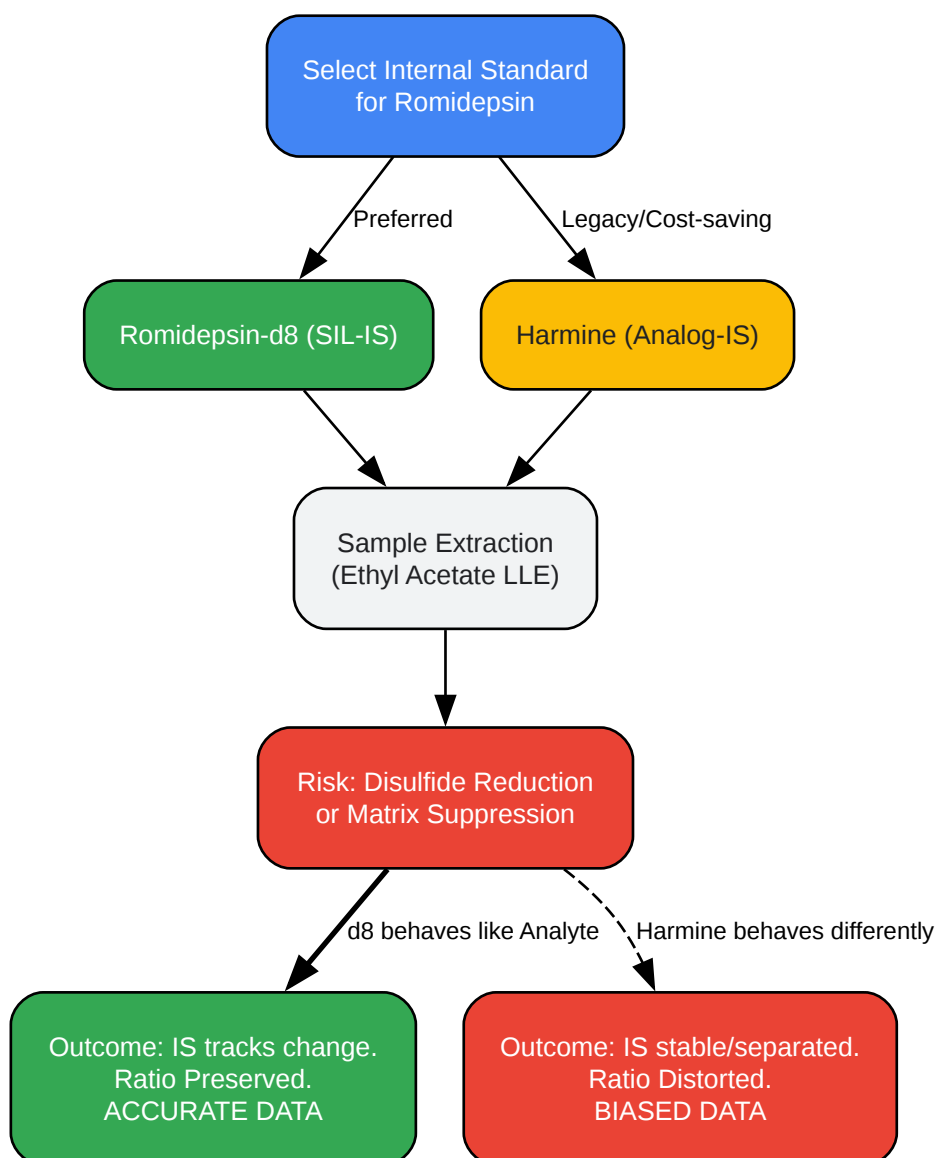 Select Internal Standard
for Romidepsin
Preferred
Legacy/Cost-saving
Romidepsin-d8 (SIL-IS)
Harmine (Analog-IS)
Sample Extraction
(Ethyl Acetate LLE)
Risk: Disulfide Reduction
or Matrix Suppression
d8 behaves like Analyte
Harmine behaves differently
Outcome: IS tracks change.
Ratio Preserved.
ACCURATE DATA
Outcome: IS stable/separated.
Ratio Distorted.
BIASED DATA